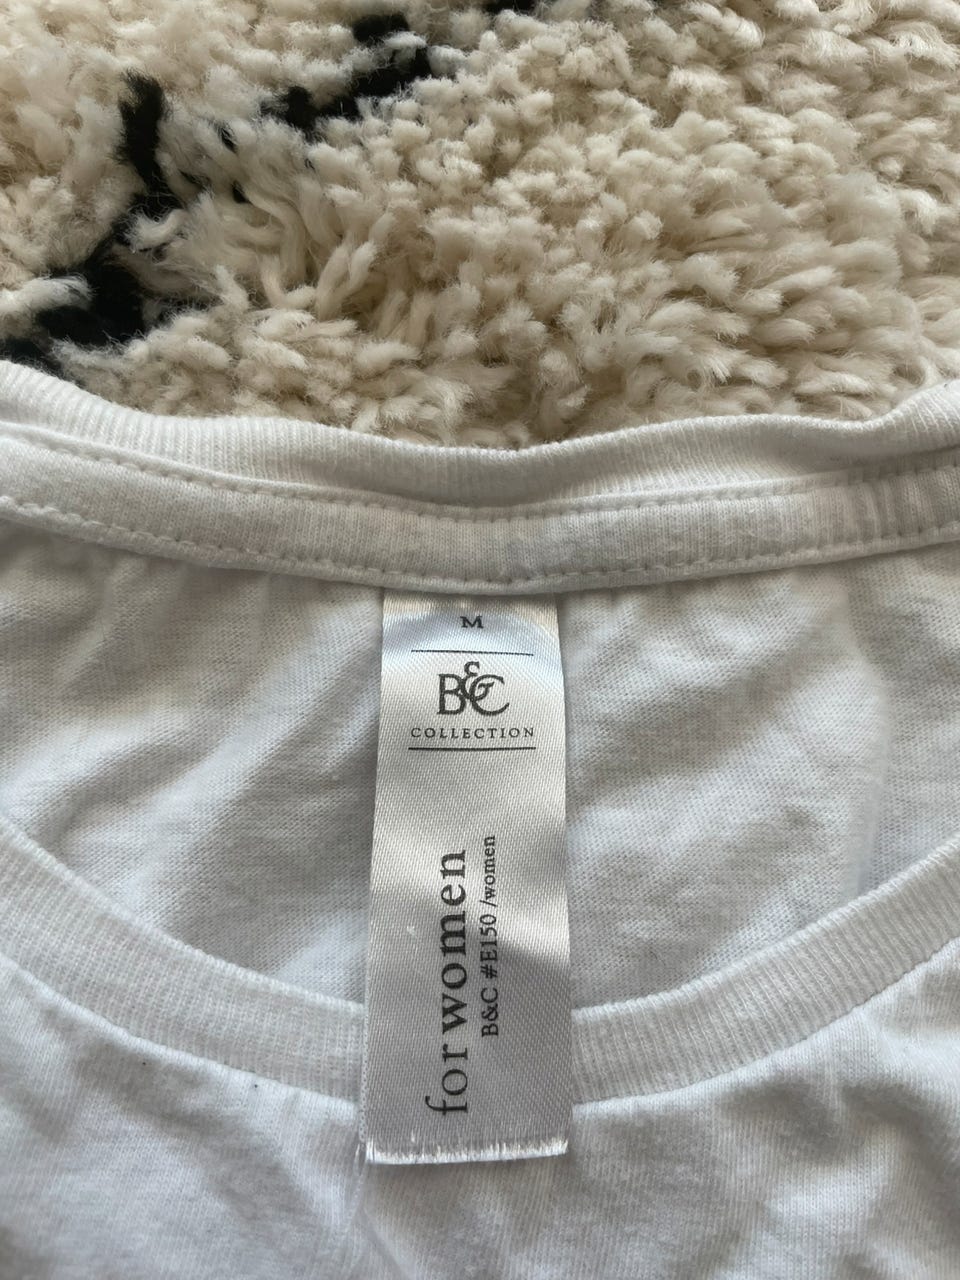 M
B&C
COLLECTION
for women
B&C #E150 /women